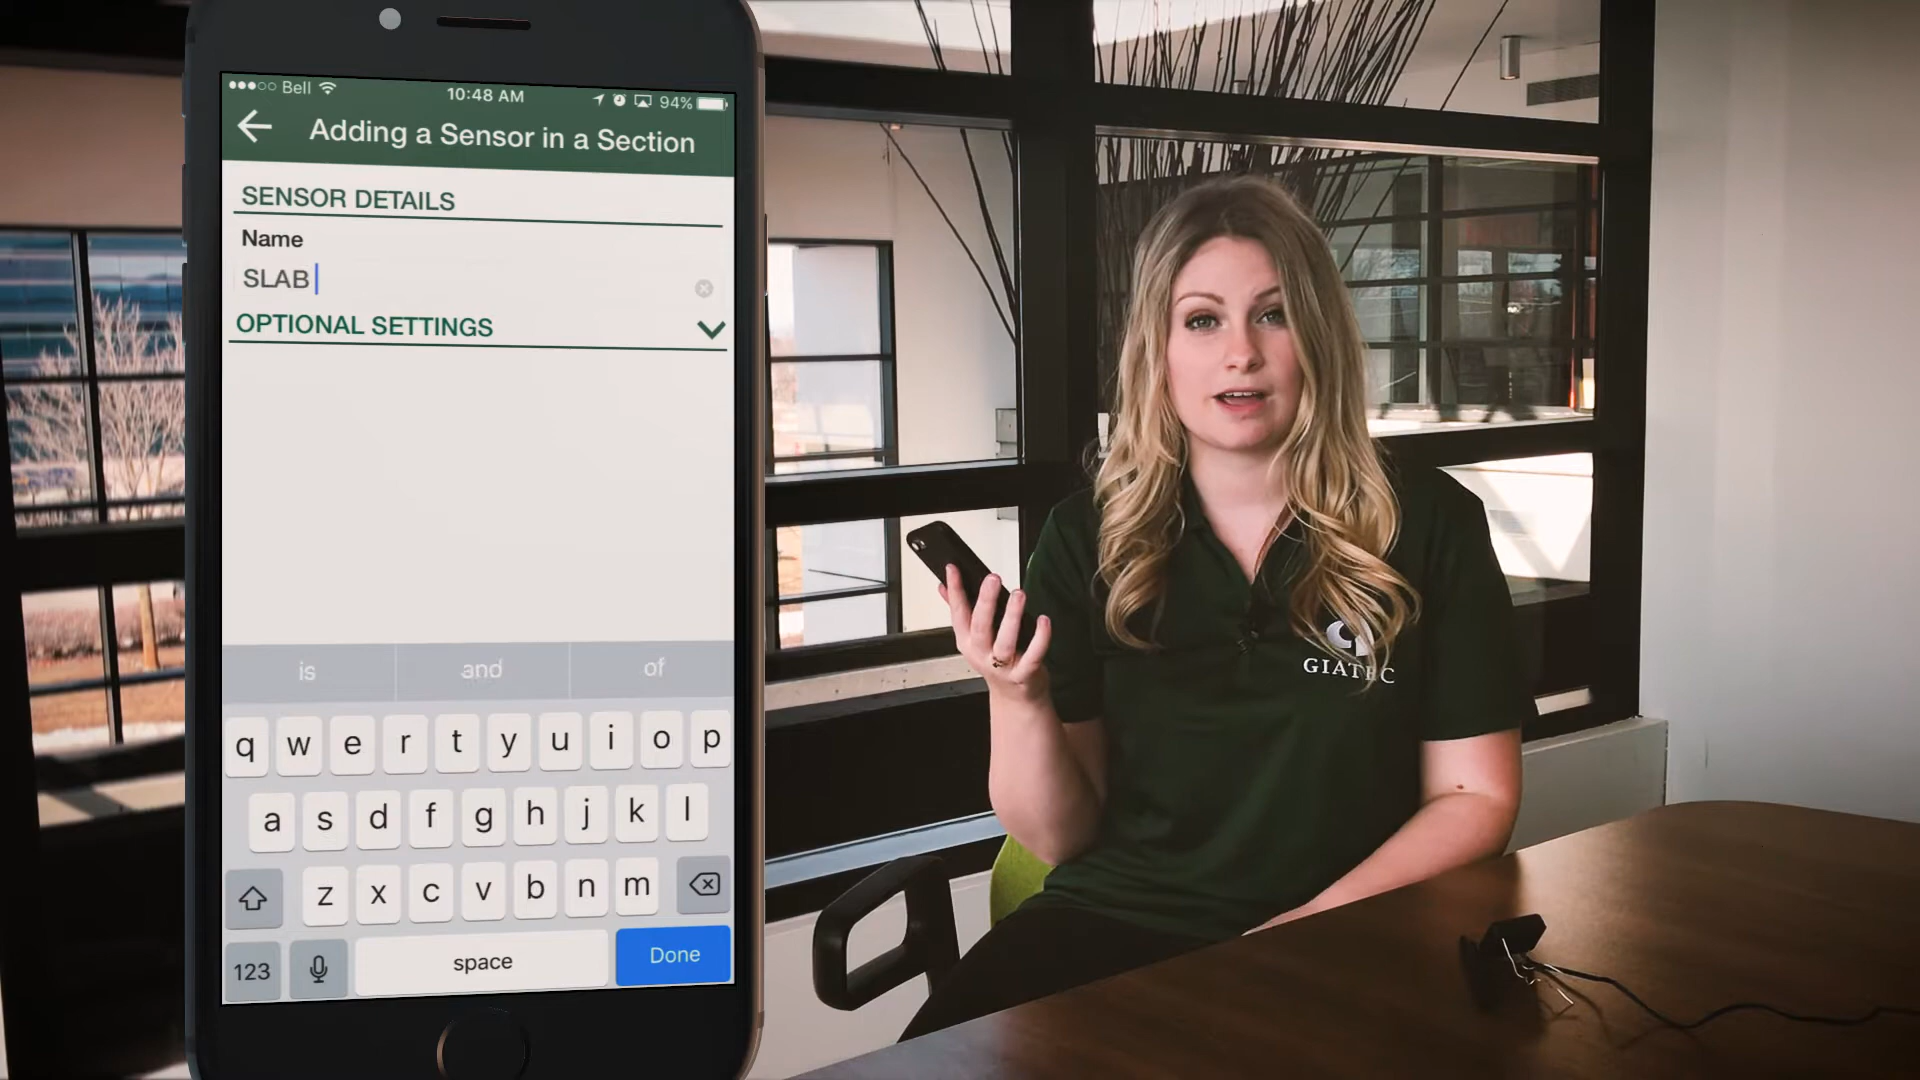 Bell
10:48 AM
94%
Adding a Sensor in a Section
SENSOR DETAILS
Name
SLAB
OPTIONAL SETTINGS
is and of
q w e r t y u i o p
a s d f g h j k l
z x c v b n m
123 space Done
GIATEC